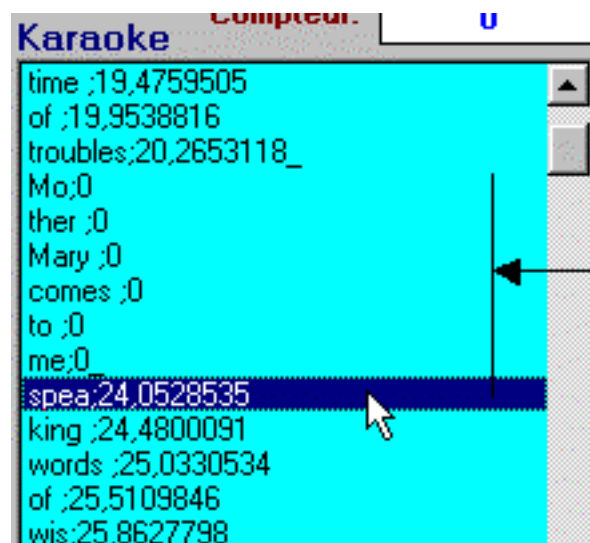 Compteur:
0
Karaoke
time ;19,4759505
of ;19,9538816
troubles;20,2653118_
Mo;0
ther ;0
Mary ;0
comes ;0
to ;0
me;0_
spea;24,0528535
king ;24,4800091
words ;25,0330534
of ;25,5109846
wis;25,8627798